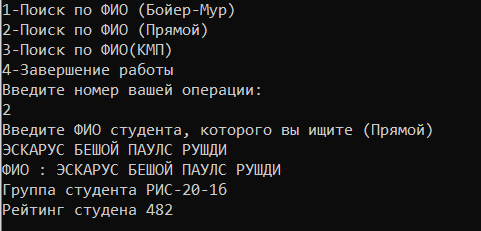 1-Поиск по ФИО (Бойер-Мур)
2-Поиск по ФИО (Прямой)
3-Поиск по ФИО(КМП)
4-Завершение работы
Введите номер вашей операции:
2
Введите ФИО студента, которого вы ищите (Прямой)
ЭСКАРУС БЕШОЙ ПАУЛС РУШДИ
ФИО : ЭСКАРУС БЕШОЙ ПАУЛС РУШДИ
Группа студента РИС-20-1б
Рейтинг студена 482